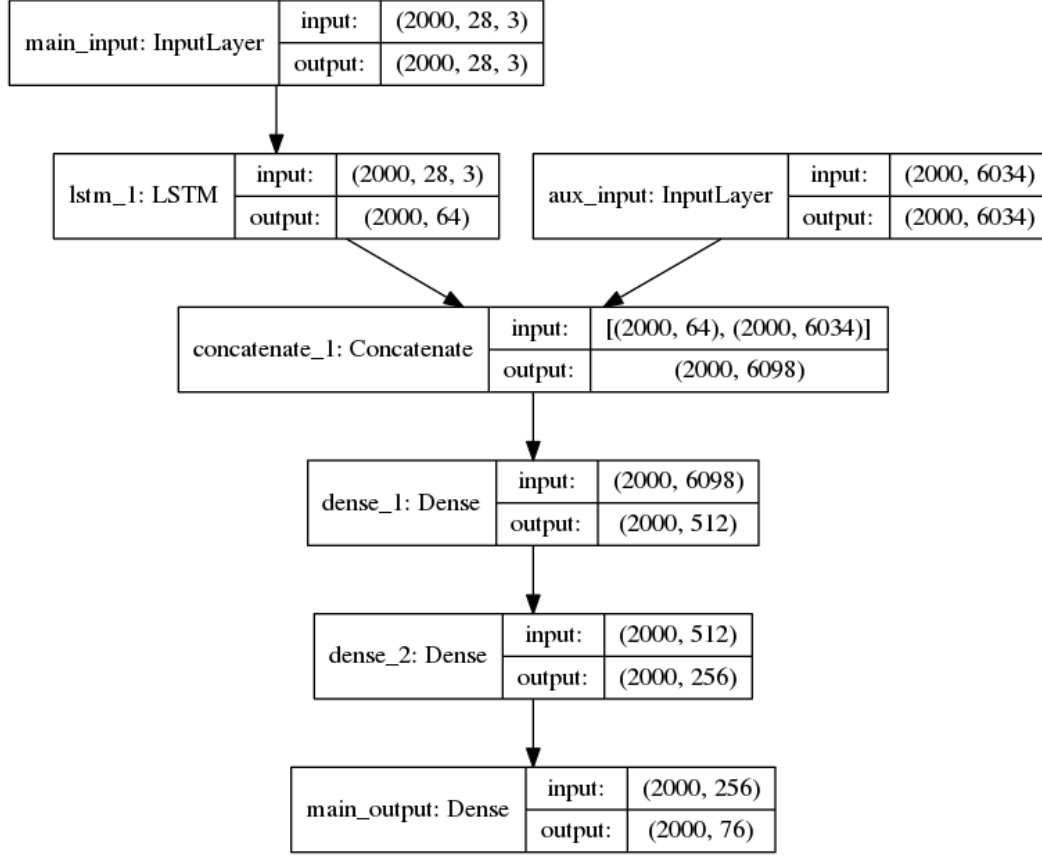 main_input: InputLayer
input: (2000, 28, 3)
output: (2000, 28, 3)
lstm_1: LSTM
input: (2000, 28, 3)
output: (2000, 64)
aux_input: InputLayer
input: (2000, 6034)
output: (2000, 6034)
concatenate_1: Concatenate
input: [(2000, 64), (2000, 6034)]
output: (2000, 6098)
dense_1: Dense
input: (2000, 6098)
output: (2000, 512)
dense_2: Dense
input: (2000, 512)
output: (2000, 256)
main_output: Dense
input: (2000, 256)
output: (2000, 76)